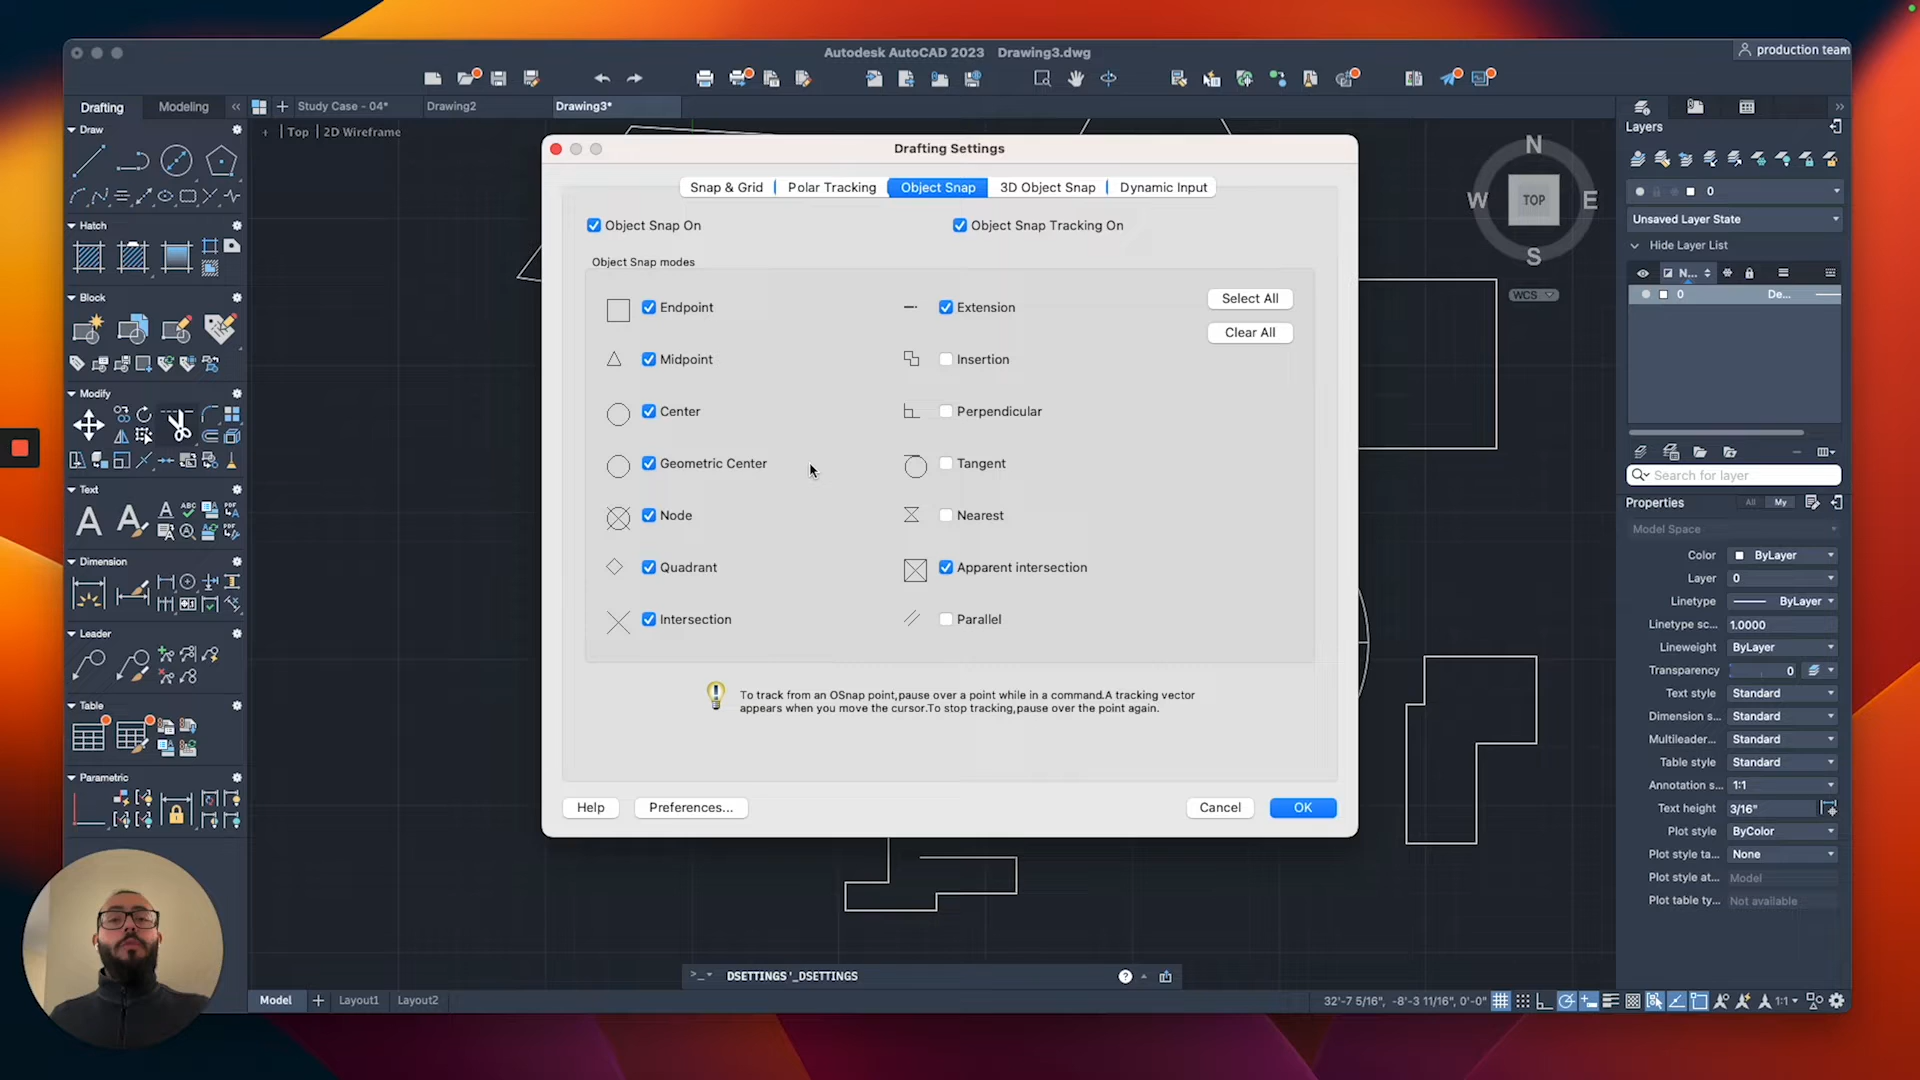 Autodesk AutoCAD 2023 Drawing3.dwg
production team
Drafting Modeling
Study Case - 04* Drawing2 Drawing3*
+ | Top | 2D Wireframe
Draw
Hatch
Block
Modify
Text
Dimension
Leader
Table
Parametric
Drafting Settings
Snap & Grid Polar Tracking Object Snap 3D Object Snap Dynamic Input
Object Snap On Object Snap Tracking On
Object Snap modes
Endpoint Extension Select All
Clear All
Midpoint Insertion
Center Perpendicular
Geometric Center Tangent
Node Nearest
Quadrant Apparent intersection
Intersection Parallel
To track from an OSnap point,pause over a point while in a command.A tracking vector
appears when you move the cursor.To stop tracking,pause over the point again.
Help Preferences... Cancel OK
N
W TOP E
S
WCS
Layers
0
Unsaved Layer State
Hide Layer List
N...
0 De...
Search for layer
Properties All My
Model Space
Color ByLayer
Layer 0
Linetype ByLayer
Linetype sc... 1.0000
Lineweight ByLayer
Transparency 0
Text style Standard
Dimension s... Standard
Multileader... Standard
Table style Standard
Annotation s... 1:1
Text height 3/16"
Plot style ByColor
Plot style ta... None
Plot style at... Model
Plot table ty... Not available
>_ DSETTINGS'_DSETTINGS
Model + Layout1 Layout2
32'-7 5/16", -8'-3 11/16", 0'-0" 1:1